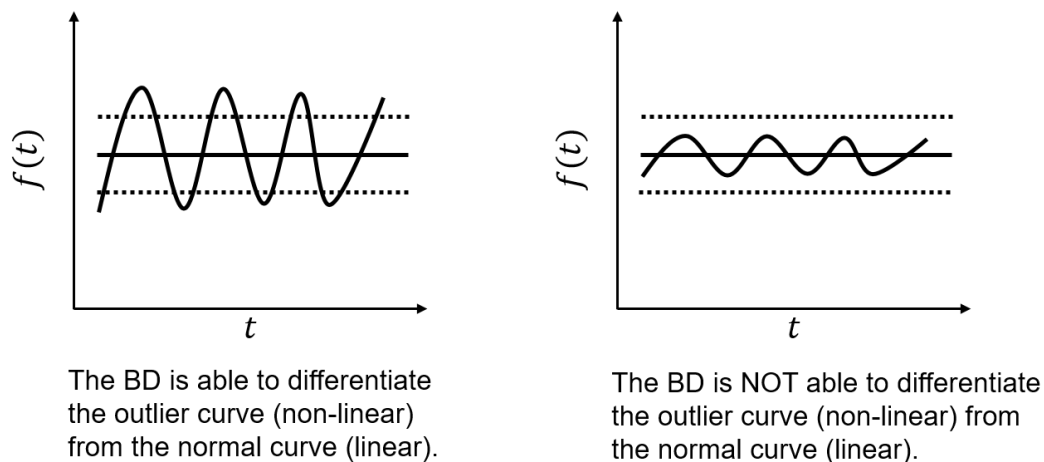 f(t)
t
The BD is able to differentiate
the outlier curve (non-linear)
from the normal curve (linear).
f(t)
t
The BD is NOT able to differentiate
the outlier curve (non-linear) from
the normal curve (linear).